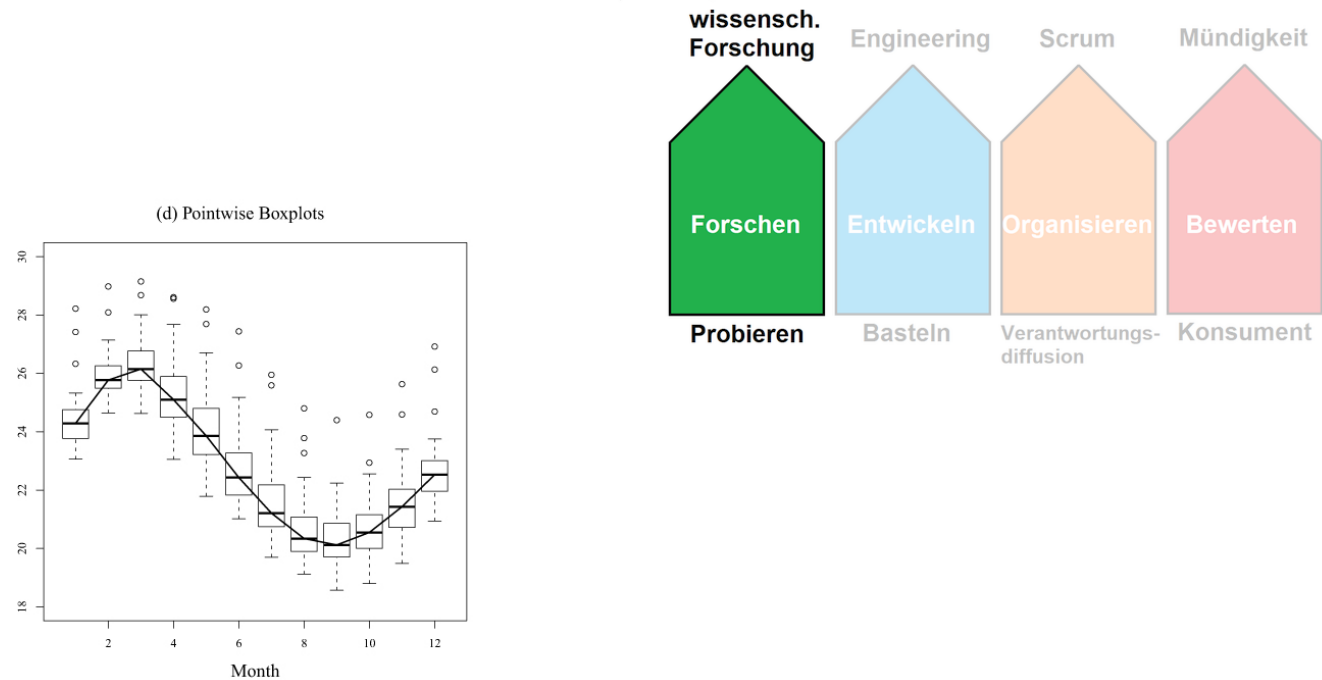 (d) Pointwise Boxplots
30
28
26
24
22
20
18
2 4 6 8 10 12
Month
wissensch.
Forschung
Engineering
Scrum
Mündigkeit
Forschen
Entwickeln
Organisieren
Bewerten
Probieren
Basteln
Verantwortungs-
diffusion
Konsument